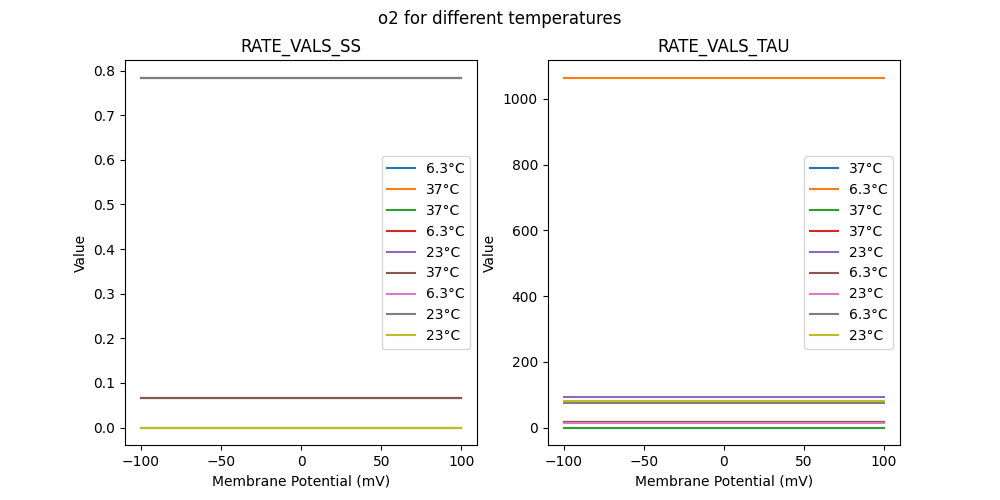 o2 for different temperatures
RATE_VALS_SS
0.8
0.7
0.6
0.5
0.4
0.3
0.2
0.1
0.0
Value
6.3°C
37°C
37°C
6.3°C
23°C
37°C
6.3°C
23°C
23°C
−100
−50
0
50
100
Membrane Potential (mV)
RATE_VALS_TAU
1000
800
600
400
200
0
Value
37°C
6.3°C
37°C
37°C
23°C
6.3°C
23°C
6.3°C
23°C
−100
−50
0
50
100
Membrane Potential (mV)